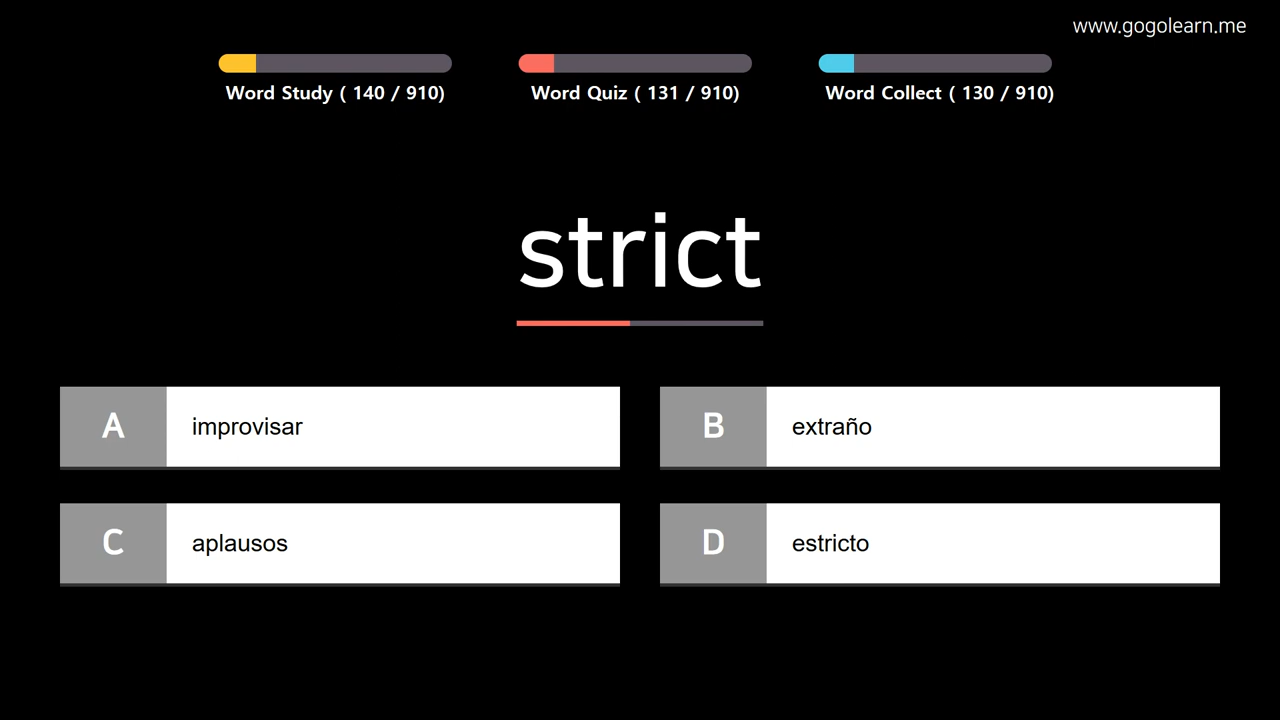 www.gogolearn.me
Word Study ( 140 / 910)
Word Quiz ( 131 / 910)
Word Collect ( 130 / 910)
strict
A improvisar
B extraño
C aplausos
D estricto